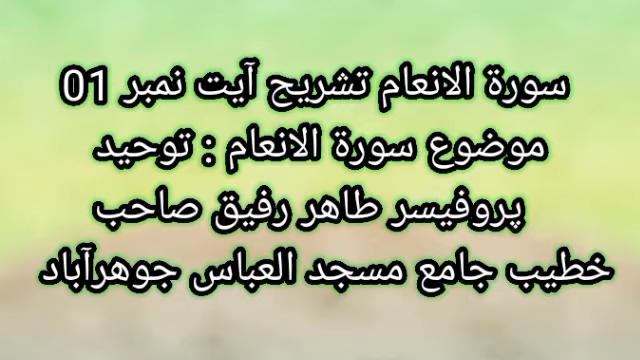 سورة الانعام تشریح آیت نمبر 01
موضوع سورة الانعام : توحید
پروفیسر طاهر رفیق صاحب
خطیب جامع مسجد العباس جوهرآباد